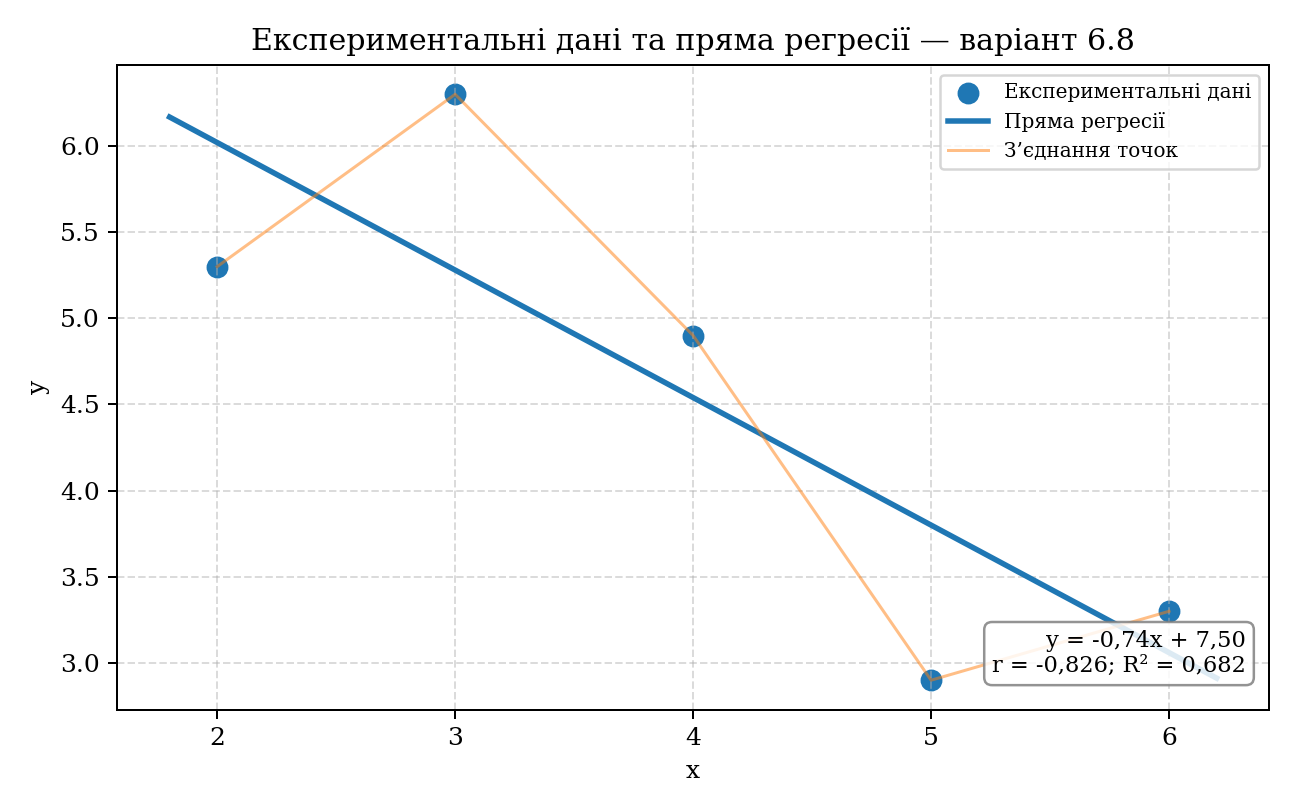 Експериментальні дані та пряма регресії — варіант 6.8
Експериментальні дані
Пряма регресії
З’єднання точок
y
6.0
5.5
5.0
4.5
4.0
3.5
3.0
y = -0,74x + 7,50
r = -0,826; R² = 0,682
2 3 4 5 6
x